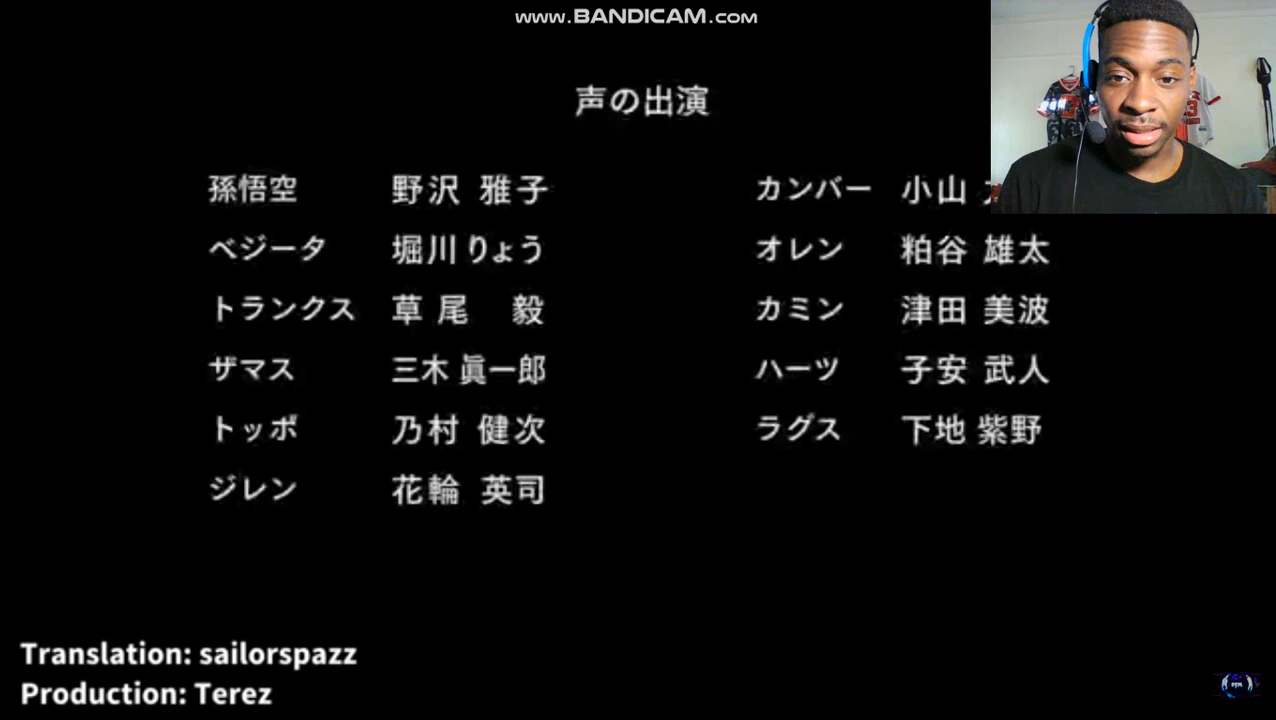 www.BANDICAM.com
声の出演
孫悟空 野沢 雅子
ベジータ 堀川りょう
トランクス 草尾 毅
ザマス 三木 眞一郎
トッポ 乃村 健次
ジレン 花輪 英司
カンバー 小山
オレン 粕谷 雄太
カミン 津田 美波
ハーツ 子安 武人
ラグス 下地 紫野
Translation: sailorspazz
Production: Terez